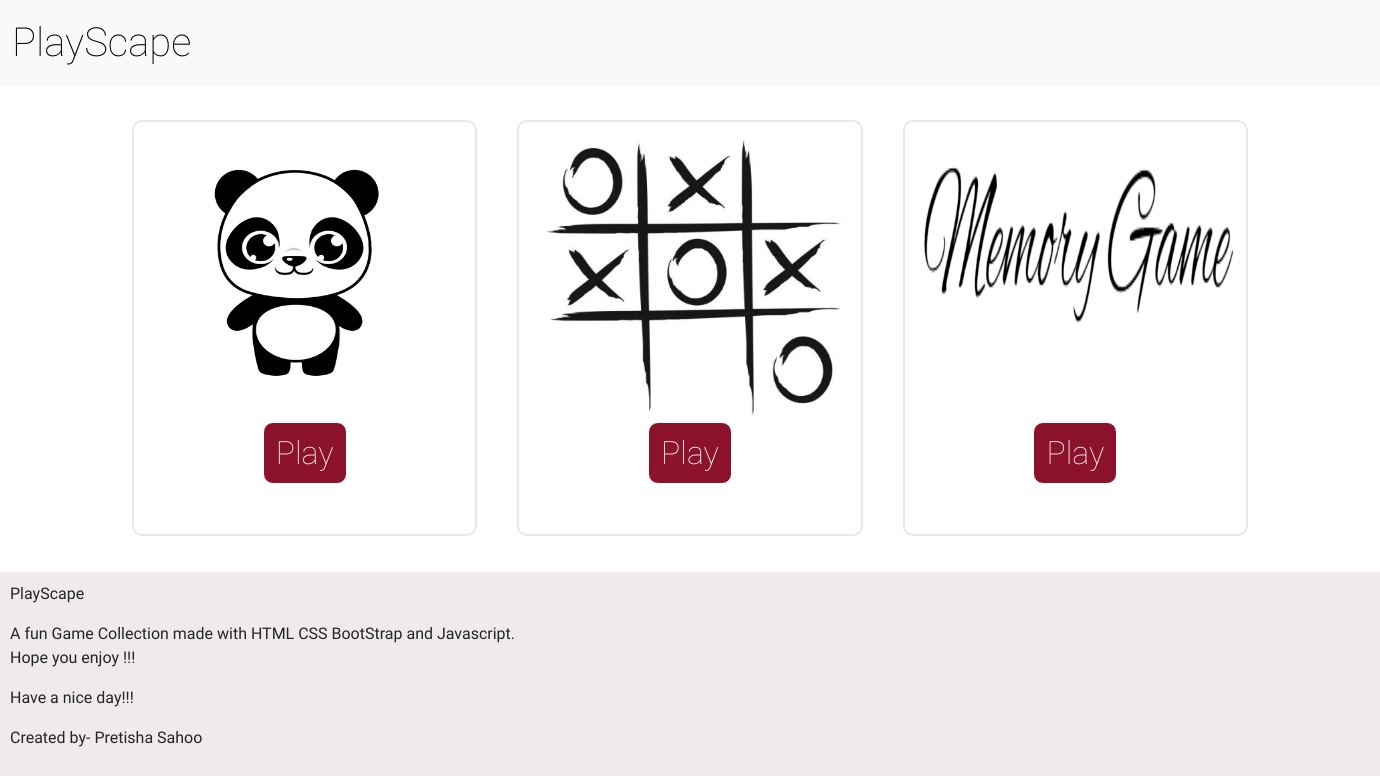 PlayScape
Memory Game
Play
Play
Play
PlayScape
A fun Game Collection made with HTML CSS BootStrap and Javascript.
Hope you enjoy !!!
Have a nice day!!!
Created by- Pretisha Sahoo